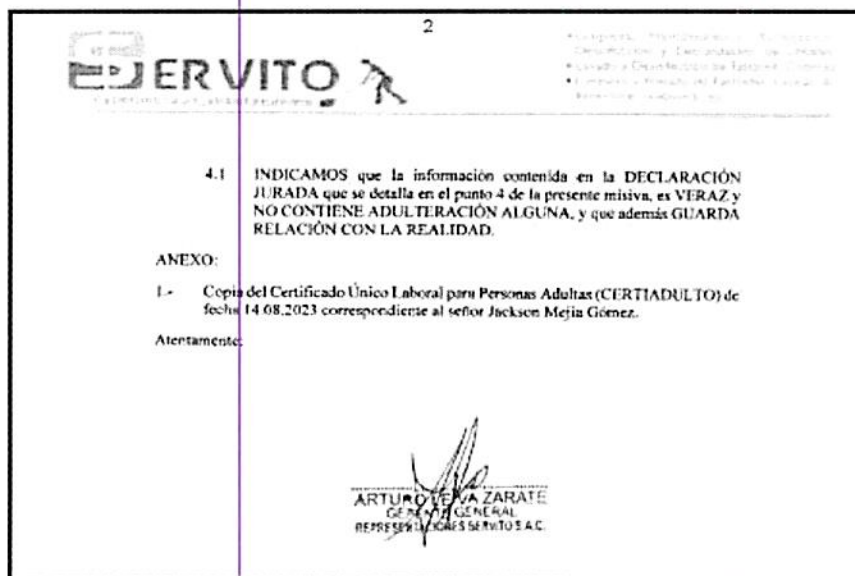 2
SERVITO
4.1 INDICAMOS que la información contenida en la DECLARACIÓN
JURADA que se detalla en el punto 4 de la presente misiva, es VERAZ y
NO CONTIENE ADULTERACIÓN ALGUNA, y que además GUARDA
RELACIÓN CON LA REALIDAD.
ANEXO:
1.- Copia del Certificado Único Laboral para Personas Adultas (CERTIADULTO) de
fecha 14.08.2023 correspondiente al señor Jackson Mejía Gómez.
Atentamente:
ARTURO LEIVA ZARATE
GERENTE GENERAL
REPRESENTACIONES SERVITO S.A.C.